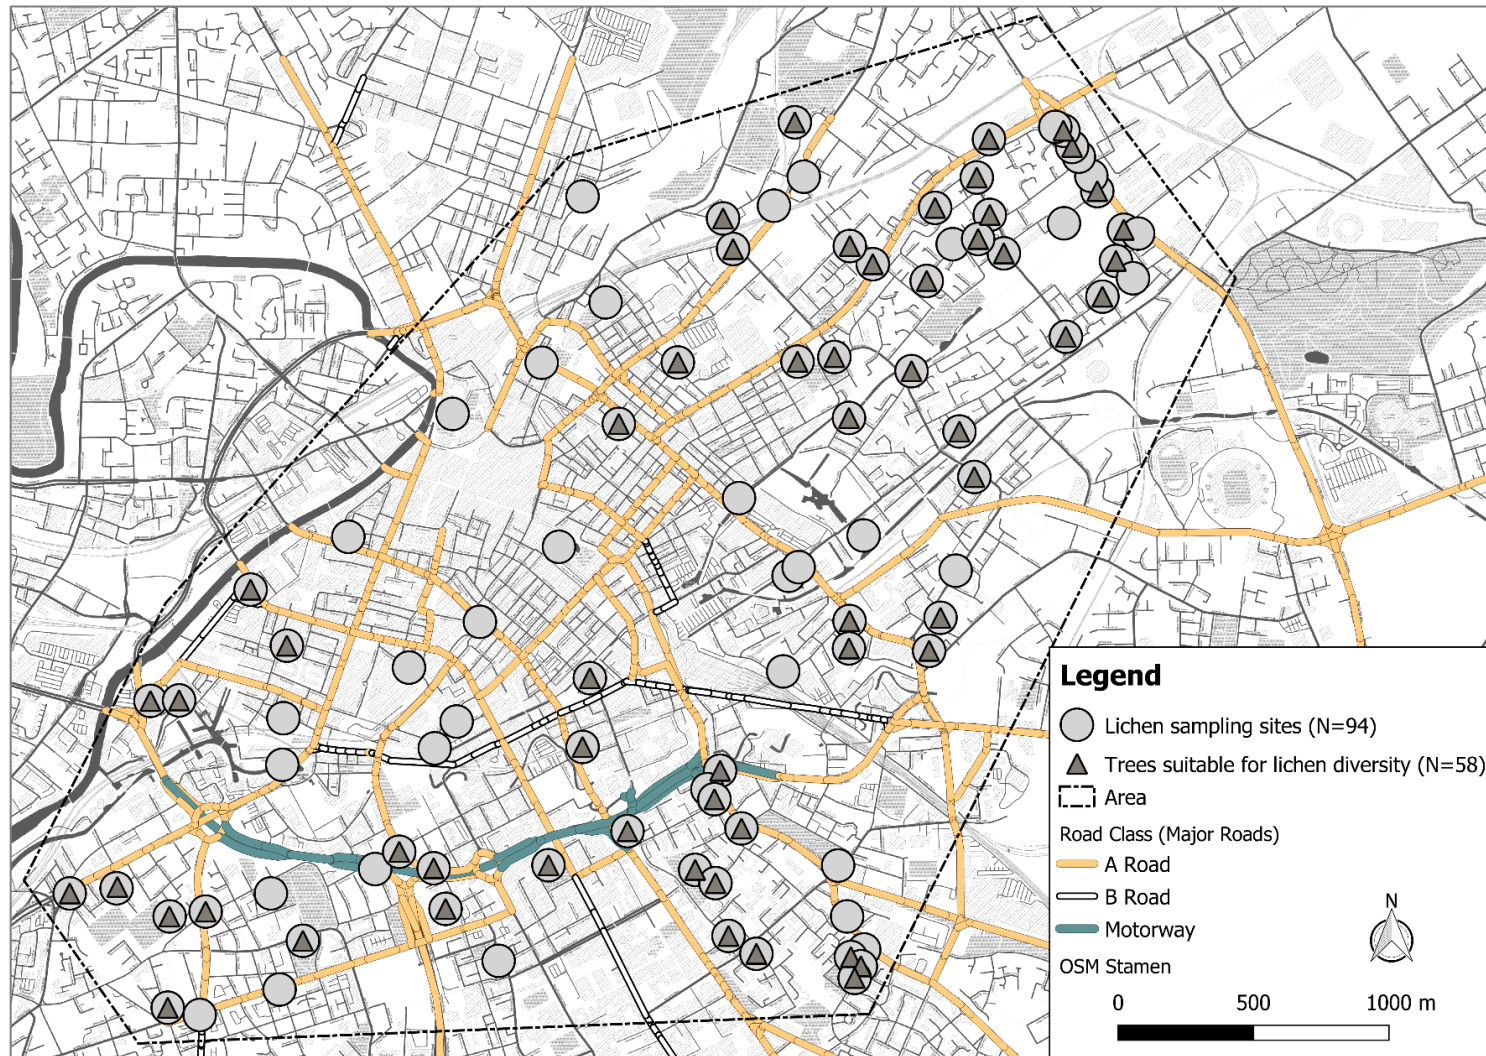 Legend
Lichen sampling sites (N=94)
Trees suitable for lichen diversity (N=58)
Area
Road Class (Major Roads)
A Road
B Road
Motorway
OSM Stamen
N
0 500 1000 m